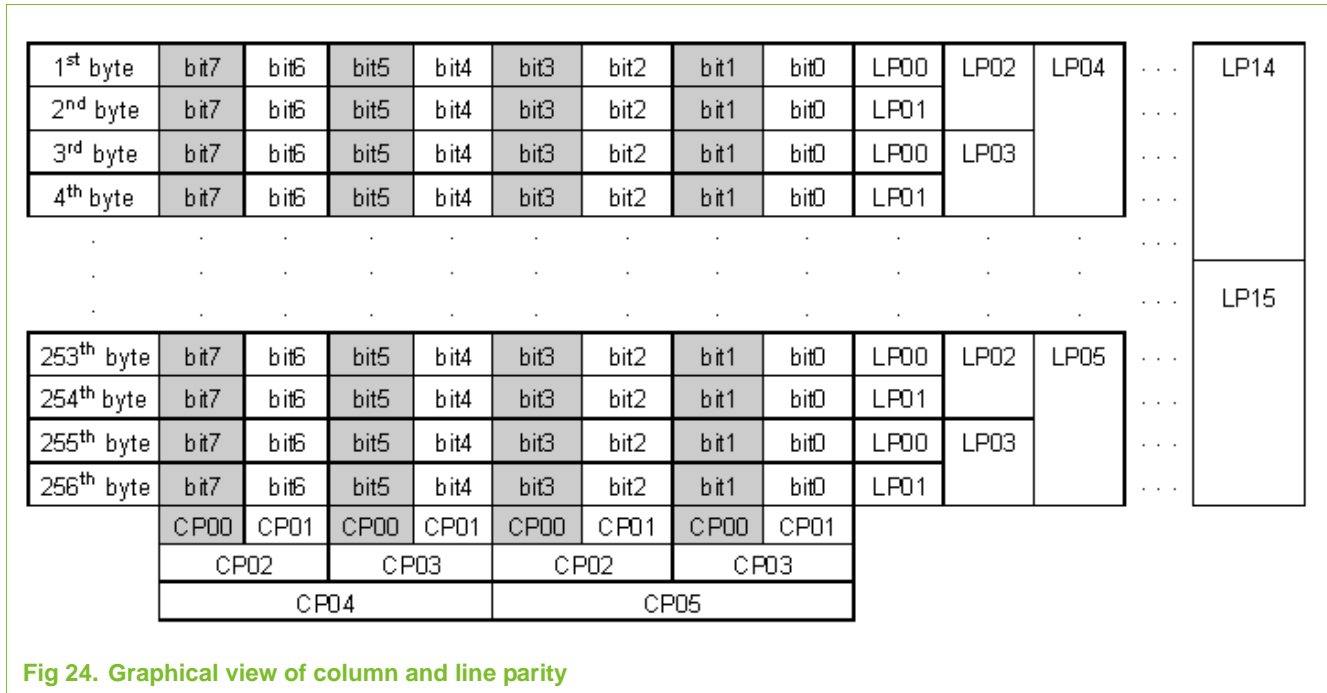 1st byte bit7 bit6 bit5 bit4 bit3 bit2 bit1 bit0 LP00 LP02 LP04 . . . LP14
2nd byte bit7 bit6 bit5 bit4 bit3 bit2 bit1 bit0 LP01 . . .
3rd byte bit7 bit6 bit5 bit4 bit3 bit2 bit1 bit0 LP00 LP03 . . .
4th byte bit7 bit6 bit5 bit4 bit3 bit2 bit1 bit0 LP01 . . .
. . . . . . . . . . . . . .
. . . . . . . . . . . .
. . . . . . . . . . . . . . . LP15
253th byte bit7 bit6 bit5 bit4 bit3 bit2 bit1 bit0 LP00 LP02 LP05 . . .
254th byte bit7 bit6 bit5 bit4 bit3 bit2 bit1 bit0 LP01 . . .
255th byte bit7 bit6 bit5 bit4 bit3 bit2 bit1 bit0 LP00 LP03 . . .
256th byte bit7 bit6 bit5 bit4 bit3 bit2 bit1 bit0 LP01 . . .
CP00 CP01 CP00 CP01 CP00 CP01 CP00 CP01
CP02 CP03 CP02 CP03
CP04 CP05
Fig 24. Graphical view of column and line parity